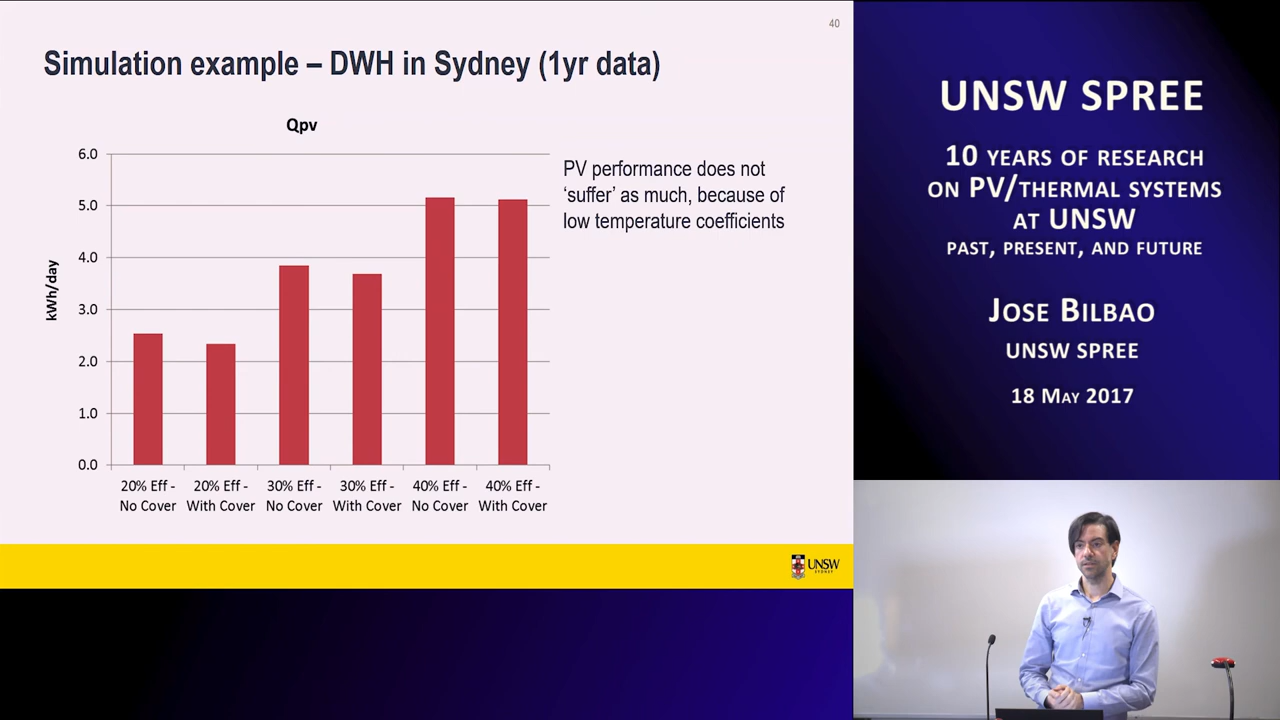 40
Simulation example – DWH in Sydney (1yr data)
Qpv
6.0
5.0
4.0
3.0
2.0
1.0
0.0
kWh/day
20% Eff -
No Cover
20% Eff -
With Cover
30% Eff -
No Cover
30% Eff -
With Cover
40% Eff -
No Cover
40% Eff -
With Cover
PV performance does not
‘suffer’ as much, because of
low temperature coefficients
UNSW
SYDNEY
UNSW SPREE
10 YEARS OF RESEARCH
ON PV/THERMAL SYSTEMS
AT UNSW
PAST, PRESENT, AND FUTURE
JOSE BILBAO
UNSW SPREE
18 MAY 2017